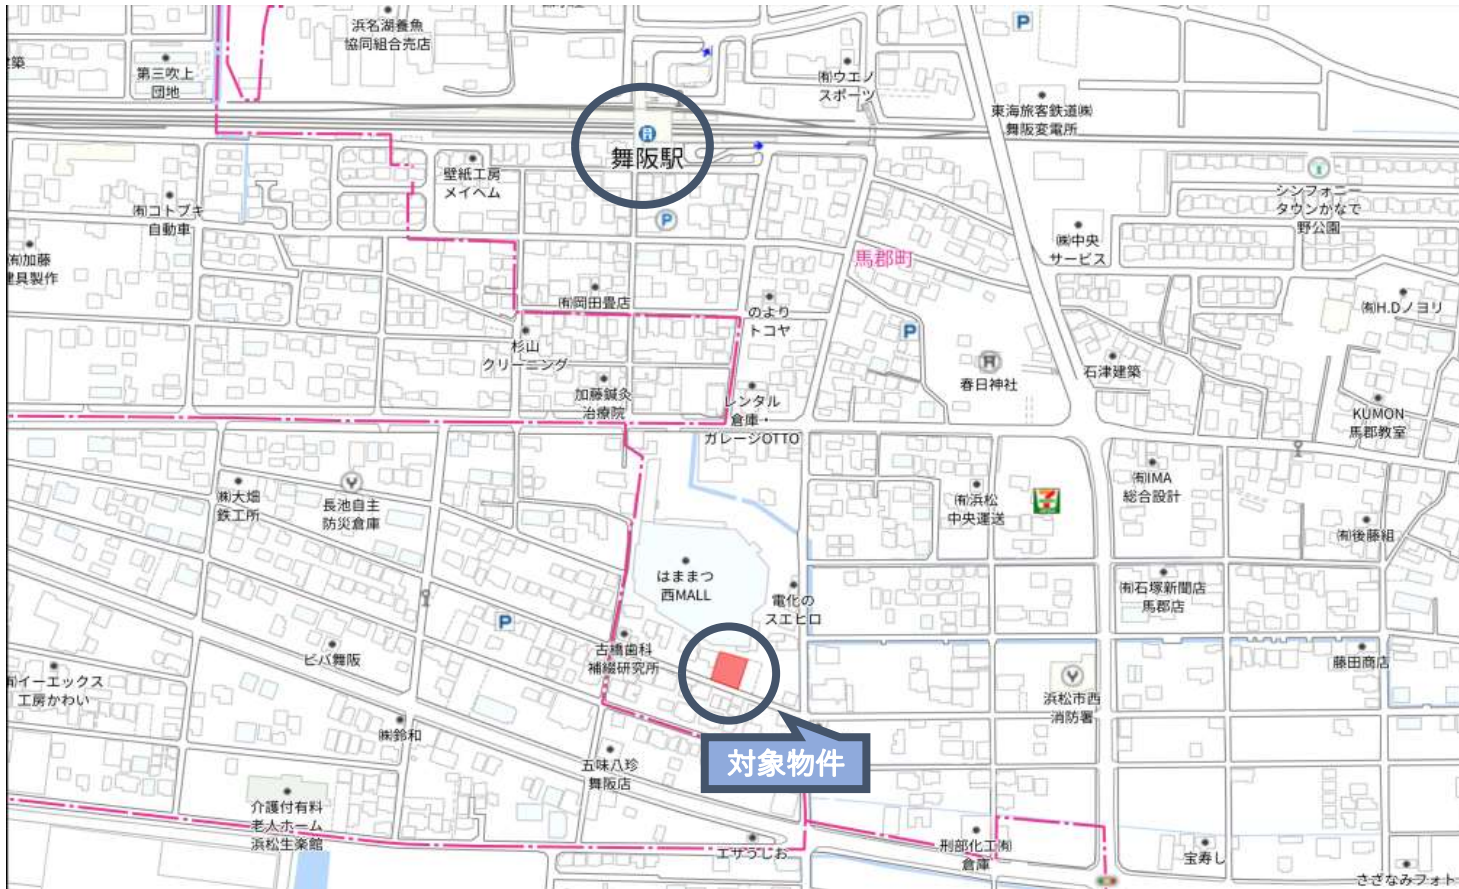 浜名湖養魚
協同組合売店
築
第三吹上
団地
㈲ウエノ
スポーツ
P
東海旅客鉄道㈱
舞阪変電所
舞阪駅
壁紙工房
メイヘム
㈲コトブキ
自動車
P
シンフォニー
タウンかなで
野公園
㈱中央
サービス
㈲加藤
建具製作
馬郡町
㈲岡田畳店
のより
トコヤ
㈲H.Dノヨリ
P
杉山
クリーニング
春日神社
石津建築
加藤鍼灸
治療院
レンタル
倉庫・
ガレージOTTO
KUMON
馬郡教室
㈱大畑
鉄工所
長池自主
防災倉庫
㈲浜松
中央運送
㈲IMA
総合設計
㈲後藤組
はままつ
西MALL
電化の
スエヒロ
㈲石塚新聞店
馬郡店
P
ビバ舞阪
古橋歯科
補綴研究所
藤田商店
㈲イーエックス
工房かわい
浜松市西
消防署
㈱鈴和
対象物件
五味八珍
舞阪店
介護付有料
老人ホーム
浜松生楽館
エサうしお
刑部化工㈲
倉庫
宝寿し
さざなみフォト